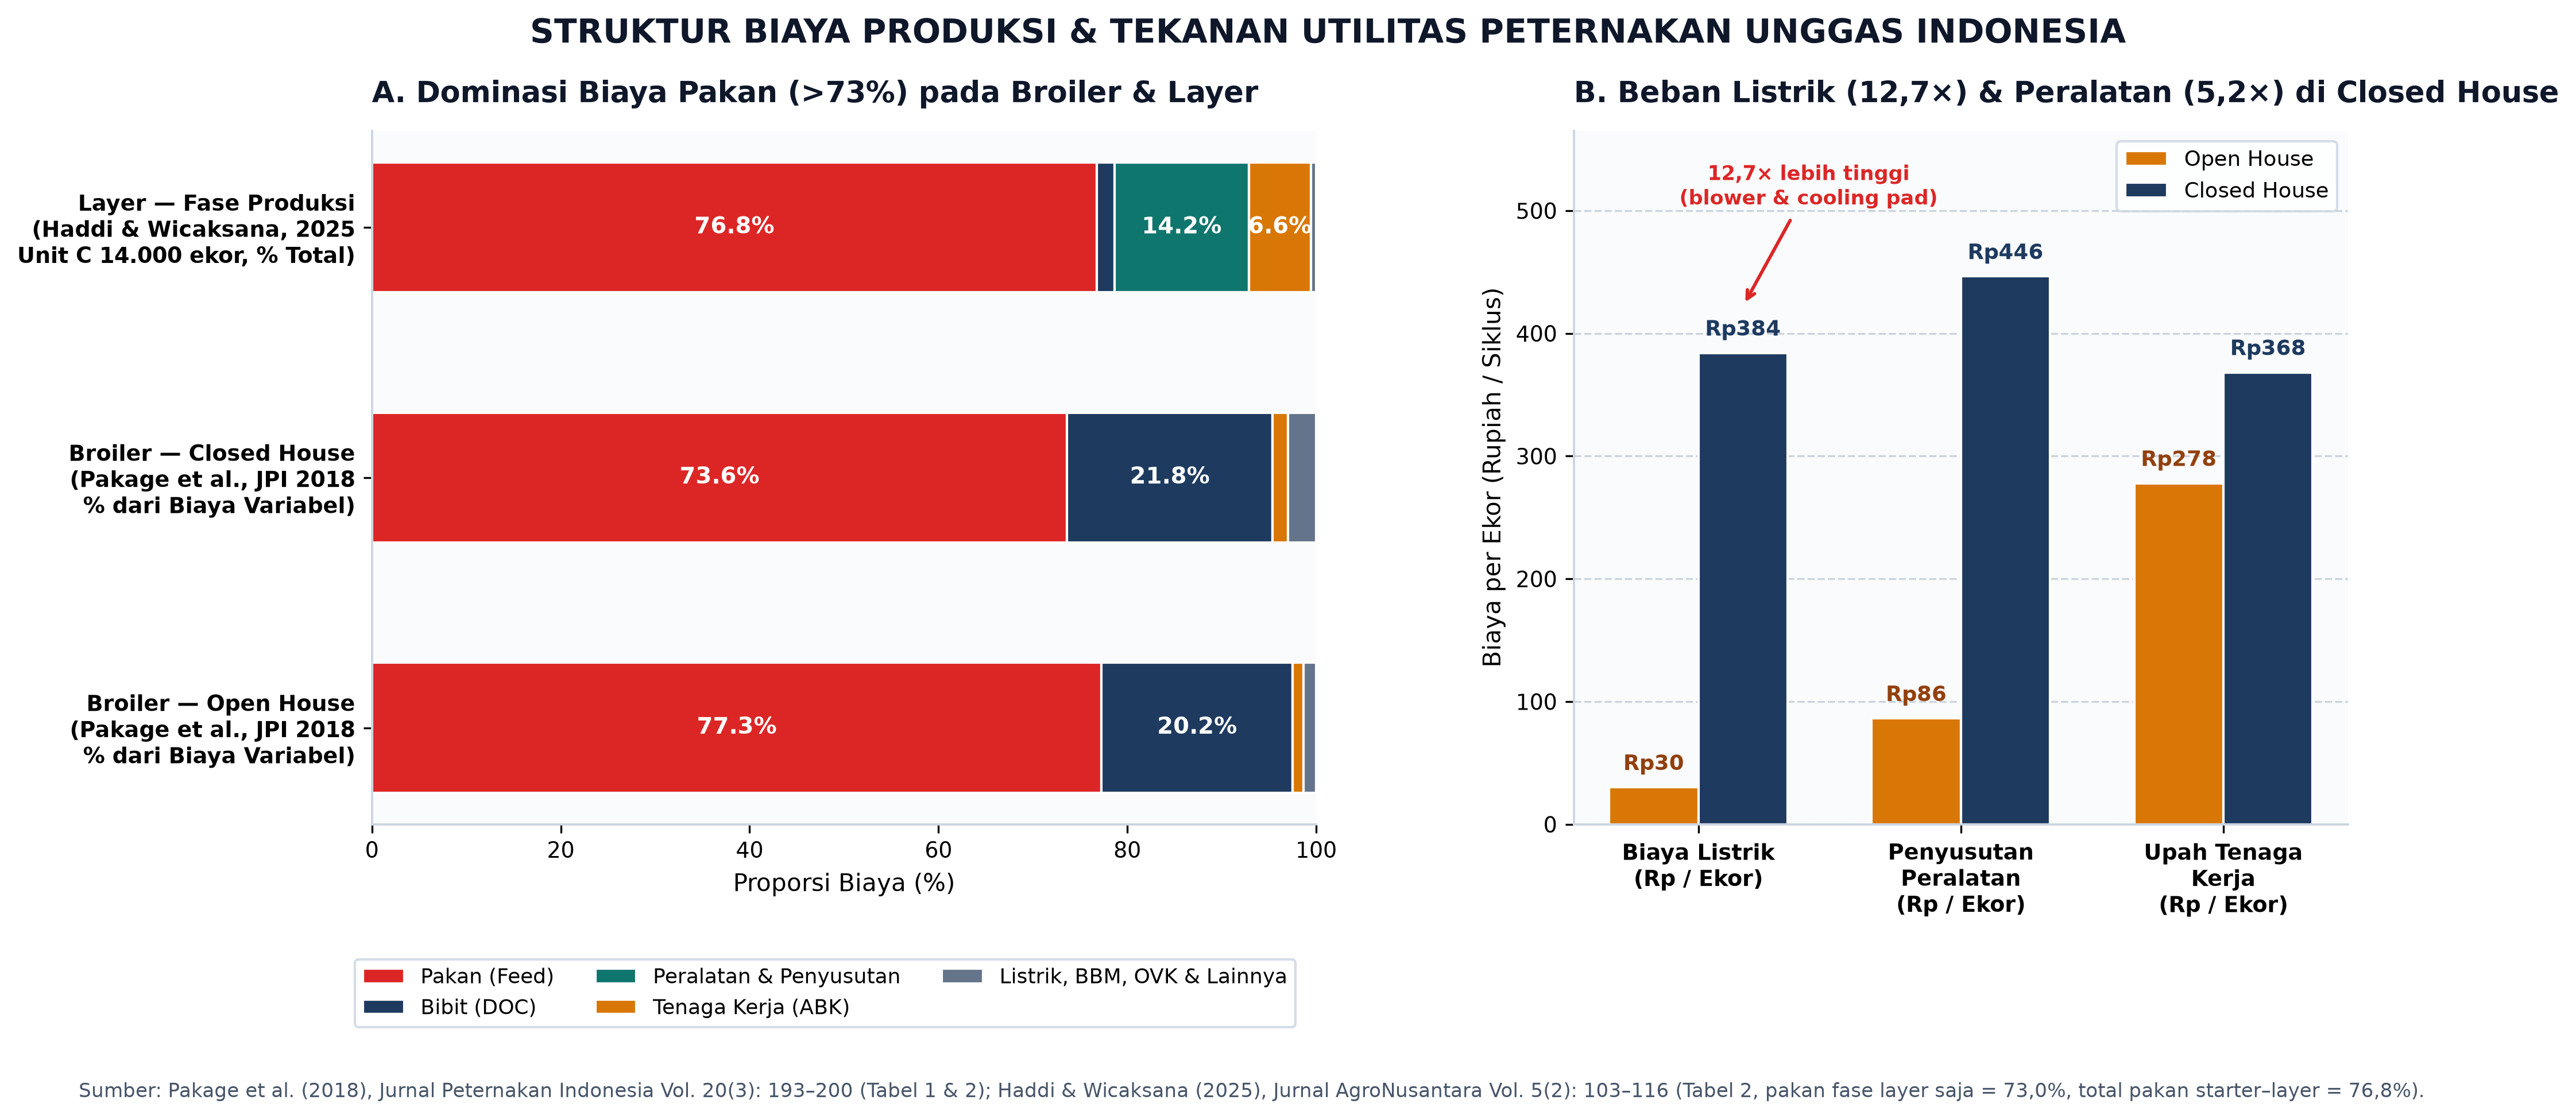 STRUKTUR BIAYA PRODUKSI & TEKANAN UTILITAS PETERNAKAN UNGGAS INDONESIA
A. Dominasi Biaya Pakan (>73%) pada Broiler & Layer
Layer — Fase Produksi
(Haddi & Wicaksana, 2025
Unit C 14.000 ekor, % Total)
76.8%
14.2%
6.6%
Broiler — Closed House
(Pakage et al., JPI 2018
% dari Biaya Variabel)
73.6%
21.8%
Broiler — Open House
(Pakage et al., JPI 2018
% dari Biaya Variabel)
77.3%
20.2%
0
20
40
60
80
100
Proporsi Biaya (%)
Pakan (Feed)
Bibit (DOC)
Peralatan & Penyusutan
Tenaga Kerja (ABK)
Listrik, BBM, OVK & Lainnya
B. Beban Listrik (12,7×) & Peralatan (5,2×) di Closed House
Open House
Closed House
12,7× lebih tinggi
(blower & cooling pad)
Biaya per Ekor (Rupiah / Siklus)
500
400
300
200
100
0
Rp30
Rp384
Rp86
Rp446
Rp278
Rp368
Biaya Listrik
(Rp / Ekor)
Penyusutan
Peralatan
(Rp / Ekor)
Upah Tenaga
Kerja
(Rp / Ekor)
Sumber: Pakage et al. (2018), Jurnal Peternakan Indonesia Vol. 20(3): 193–200 (Tabel 1 & 2); Haddi & Wicaksana (2025), Jurnal AgroNusantara Vol. 5(2): 103–116 (Tabel 2, pakan fase layer saja = 73,0%, total pakan starter–layer = 76,8%).